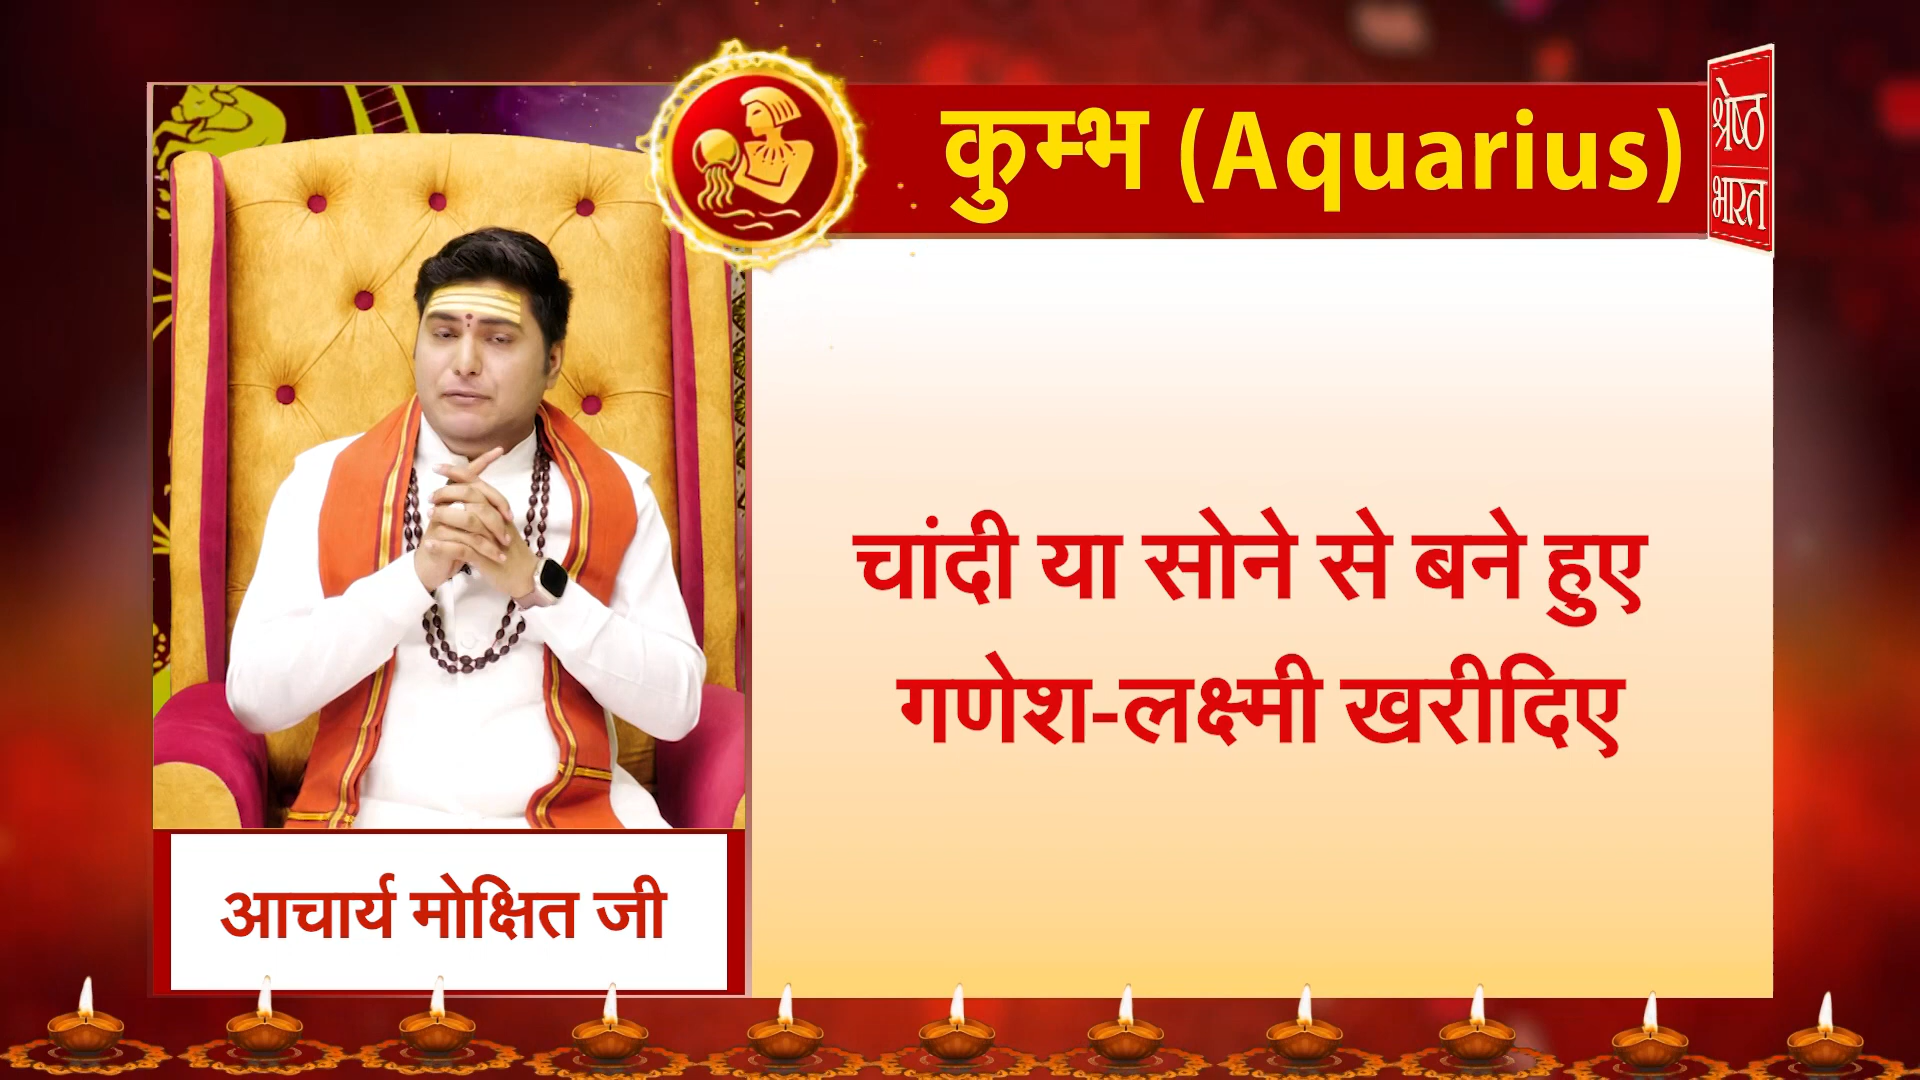 कुम्भ (Aquarius)
श्रेष्ठ
भारत
चांदी या सोने से बने हुए
गणेश-लक्ष्मी खरीदिए
आचार्य मोक्षित जी